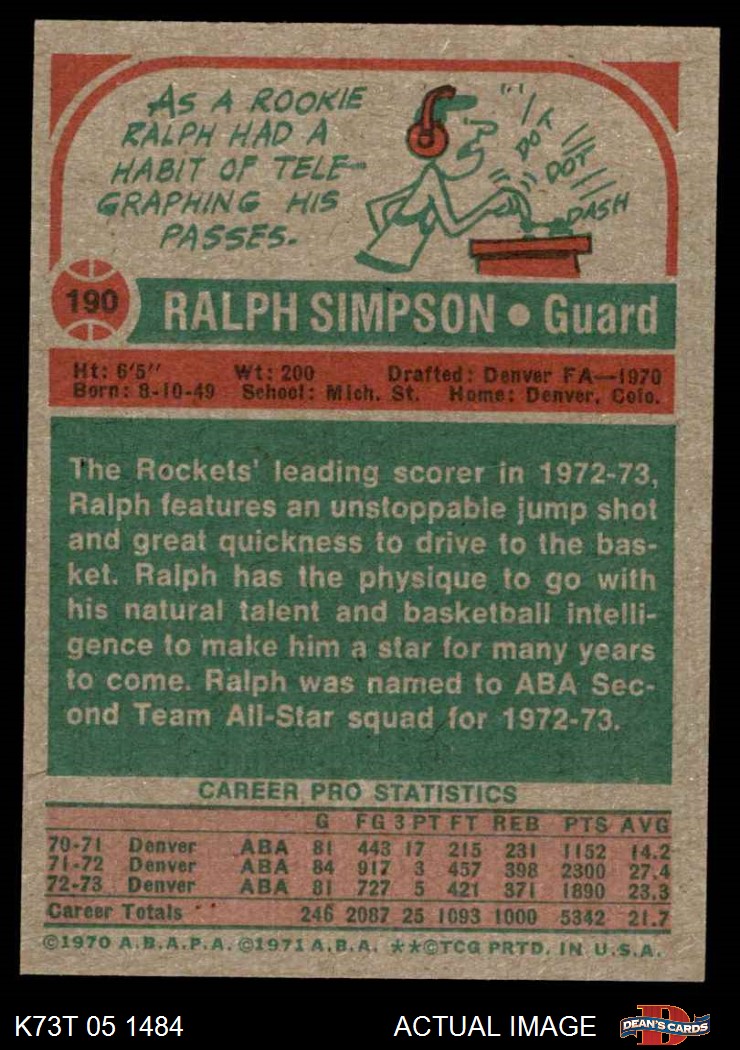 AS A ROOKIE
RALPH HAD A
HABIT OF TELE-
GRAPHING HIS
PASSES.
DOT
DOT
DASH
190
RALPH SIMPSON • Guard
Ht: 6'5" Wt: 200 Drafted: Denver FA—1970
Born: 8-10-49 School: Mich. St. Home: Denver, Colo.
The Rockets' leading scorer in 1972-73,
Ralph features an unstoppable jump shot
and great quickness to drive to the bas-
ket. Ralph has the physique to go with
his natural talent and basketball intelli-
gence to make him a star for many years
to come. Ralph was named to ABA Sec-
ond Team All-Star squad for 1972-73.
CAREER PRO STATISTICS
G FG 3 PT FT REB PTS AVG
70-71 Denver ABA 81 443 17 215 231 1152 14.2
71-72 Denver ABA 84 917 3 457 398 2300 27.4
72-73 Denver ABA 81 727 5 421 371 1890 23.3
Career Totals 246 2087 25 1093 1000 5342 21.7
©1970 A.B.A.P.A. ©1971 A.B.A. **©TCG PRTD. IN U.S.A.
K73T 05 1484 ACTUAL IMAGE
D
DEAN'S CARDS